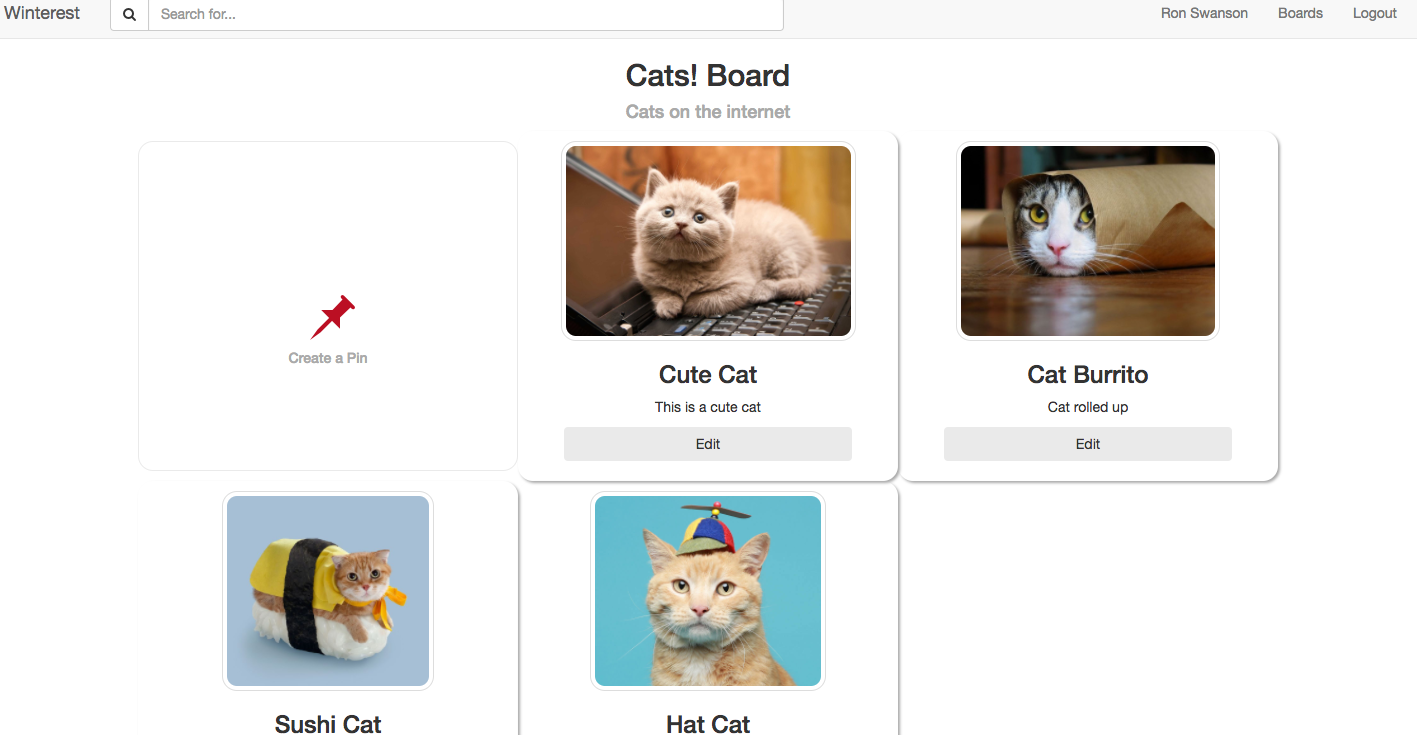 Winterest
Search for...
Ron Swanson
Boards
Logout
Cats! Board
Cats on the internet
Create a Pin
Cute Cat
This is a cute cat
Edit
Cat Burrito
Cat rolled up
Edit
Sushi Cat
Hat Cat